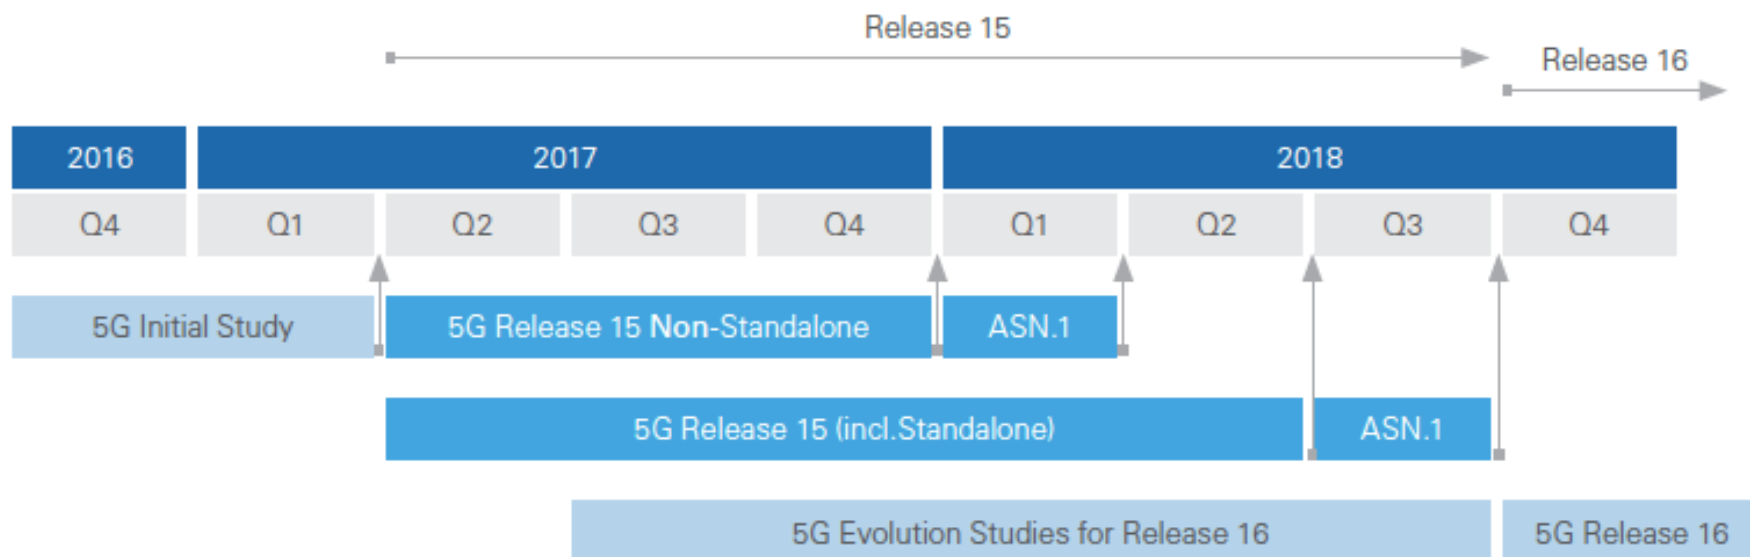 Release 15
Release 16
2016 2017 2018
Q4 Q1 Q2 Q3 Q4 Q1 Q2 Q3 Q4
5G Initial Study 5G Release 15 Non-Standalone ASN.1
5G Release 15 (incl.Standalone) ASN.1
5G Evolution Studies for Release 16 5G Release 16